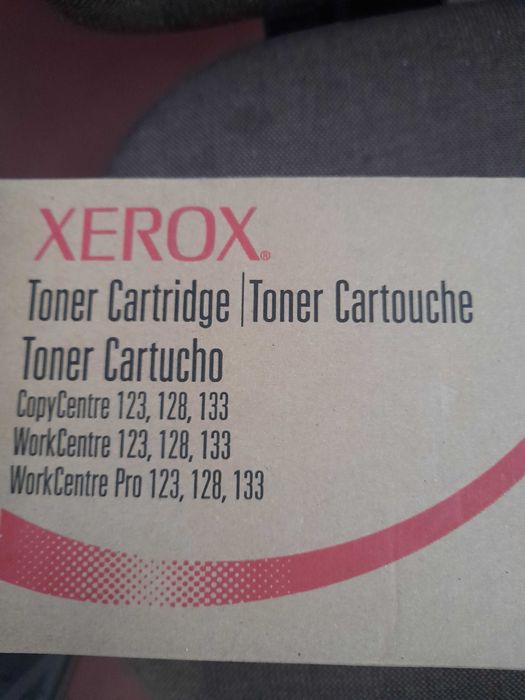 XEROX®
Toner Cartridge | Toner Cartouche
Toner Cartucho
CopyCentre 123, 128, 133
WorkCentre 123, 128, 133
WorkCentre Pro 123, 128, 133